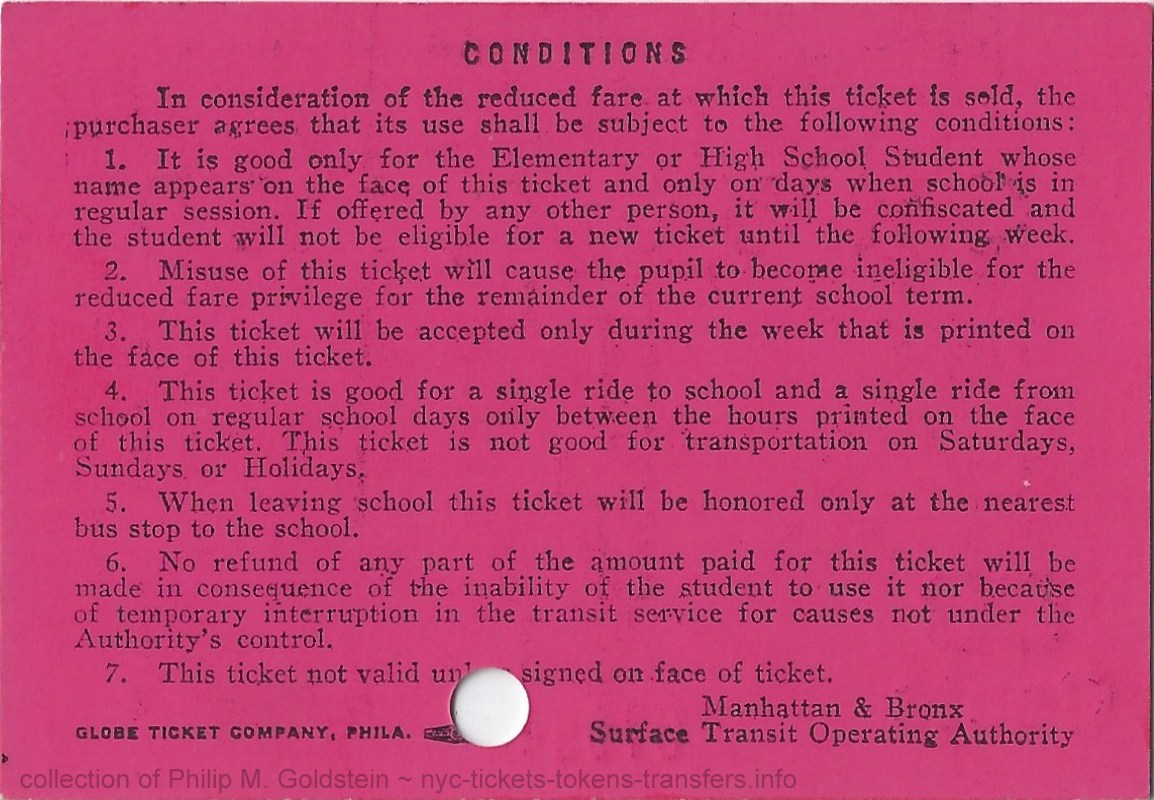 CONDITIONS
In consideration of the reduced fare at which this ticket is sold, the
purchaser agrees that its use shall be subject to the following conditions:
1. It is good only for the Elementary or High School Student whose
name appears on the face of this ticket and only on days when school is in
regular session. If offered by any other person, it will be confiscated and
the student will not be eligible for a new ticket until the following week.
2. Misuse of this ticket will cause the pupil to become ineligible for the
reduced fare privilege for the remainder of the current school term.
3. This ticket will be accepted only during the week that is printed on
the face of this ticket.
4. This ticket is good for a single ride to school and a single ride from
school on regular school days only between the hours printed on the face
of this ticket. This ticket is not good for transportation on Saturdays,
Sundays or Holidays.
5. When leaving school this ticket will be honored only at the nearest
bus stop to the school.
6. No refund of any part of the amount paid for this ticket will be
made in consequence of the inability of the student to use it nor because
of temporary interruption in the transit service for causes not under the
Authority's control.
7. This ticket not valid signed on face of ticket.
Manhattan & Bronx
GLOBE TICKET COMPANY, PHILA. Surface Transit Operating Authority
collection of Philip M. Goldstein ~ nyc-tickets-tokens-transfers.info